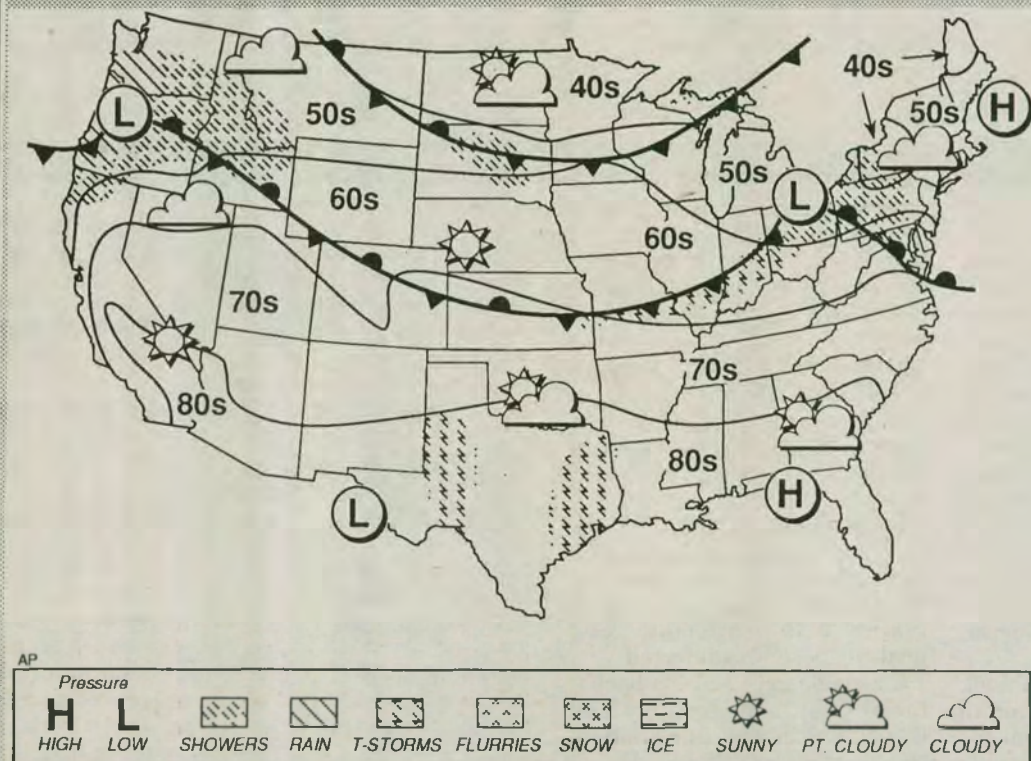 40s
40s
50s
50s
H
L
50s
L
60s
60s
70s
70s
80s
80s
H
L
AP
Pressure
H L
HIGH LOW SHOWERS RAIN T-STORMS FLURRIES SNOW ICE SUNNY PT. CLOUDY CLOUDY